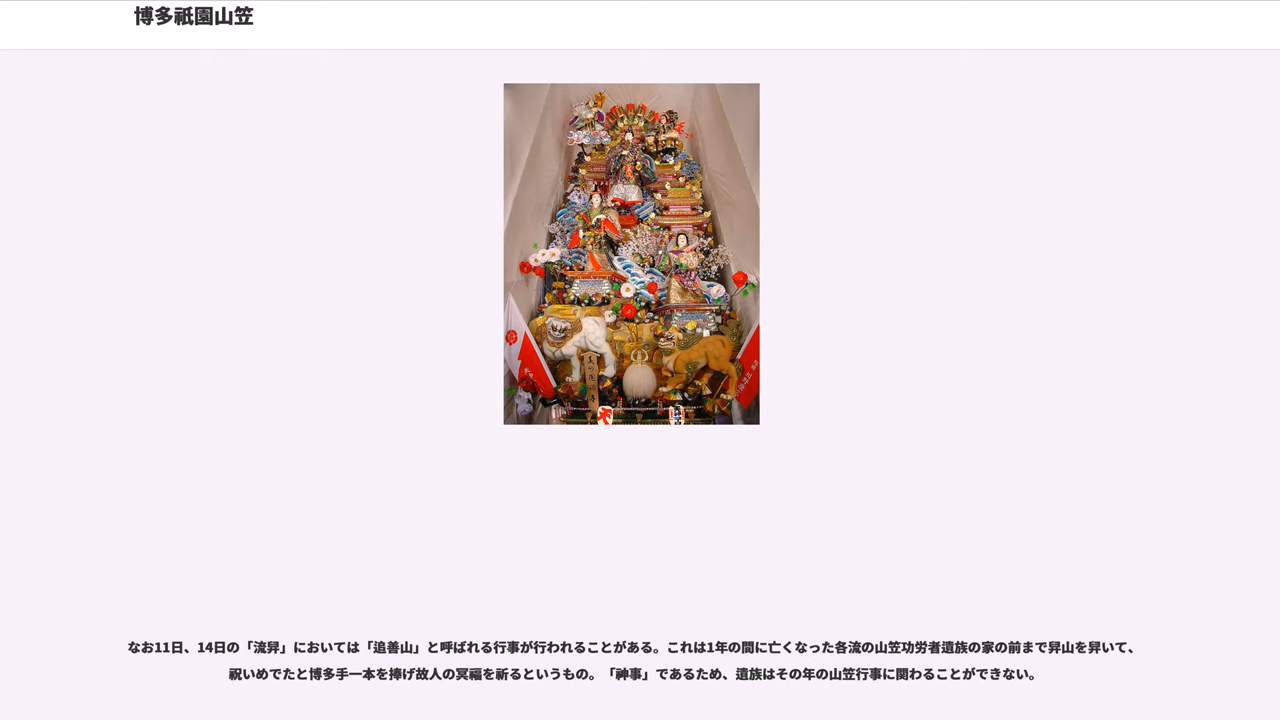 博多祇園山笠
なお11日、14日の「流舁」においては「追善山」と呼ばれる行事が行われることがある。これは1年の間に亡くなった各流の山笠功労者遺族の家の前まで舁山を舁いて、
祝いめでたと博多手一本を捧げ故人の冥福を祈るというもの。「神事」であるため、遺族はその年の山笠行事に関わることができない。